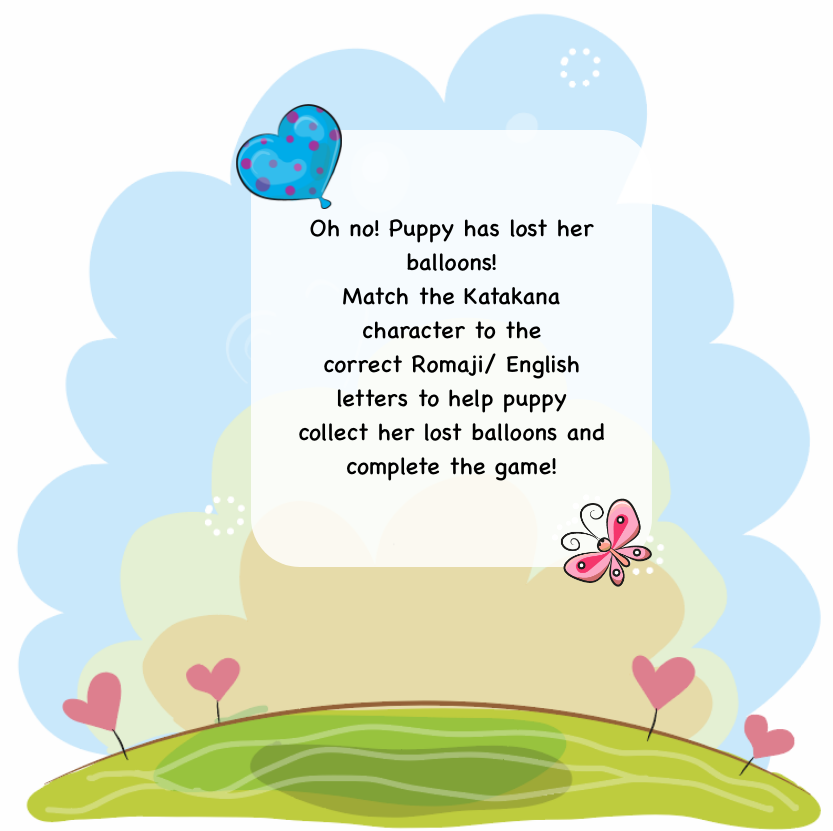 Oh no! Puppy has lost her
balloons!
Match the Katakana
character to the
correct Romaji/ English
letters to help puppy
collect her lost balloons and
complete the game!